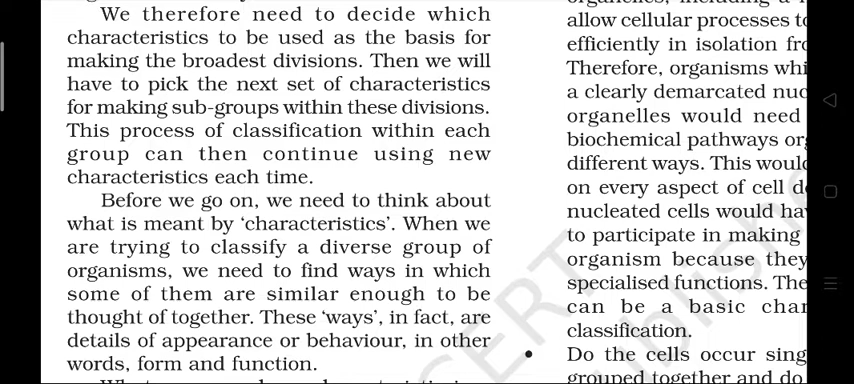 We therefore need to decide which
characteristics to be used as the basis for
making the broadest divisions. Then we will
have to pick the next set of characteristics
for making sub-groups within these divisions.
This process of classification within each
group can then continue using new
characteristics each time.
Before we go on, we need to think about
what is meant by ‘characteristics’. When we
are trying to classify a diverse group of
organisms, we need to find ways in which
some of them are similar enough to be
thought of together. These ‘ways’, in fact, are
details of appearance or behaviour, in other
words, form and function.
allow cellular processes to
efficiently in isolation
Therefore, organisms
a clearly demarcated
organelles would need
biochemical pathways
different ways. This
on every aspect of cell
nucleated cells would
to participate in making
organism because they
specialised functions.
can be a basic
classification.
• Do the cells occur
grouped together and do